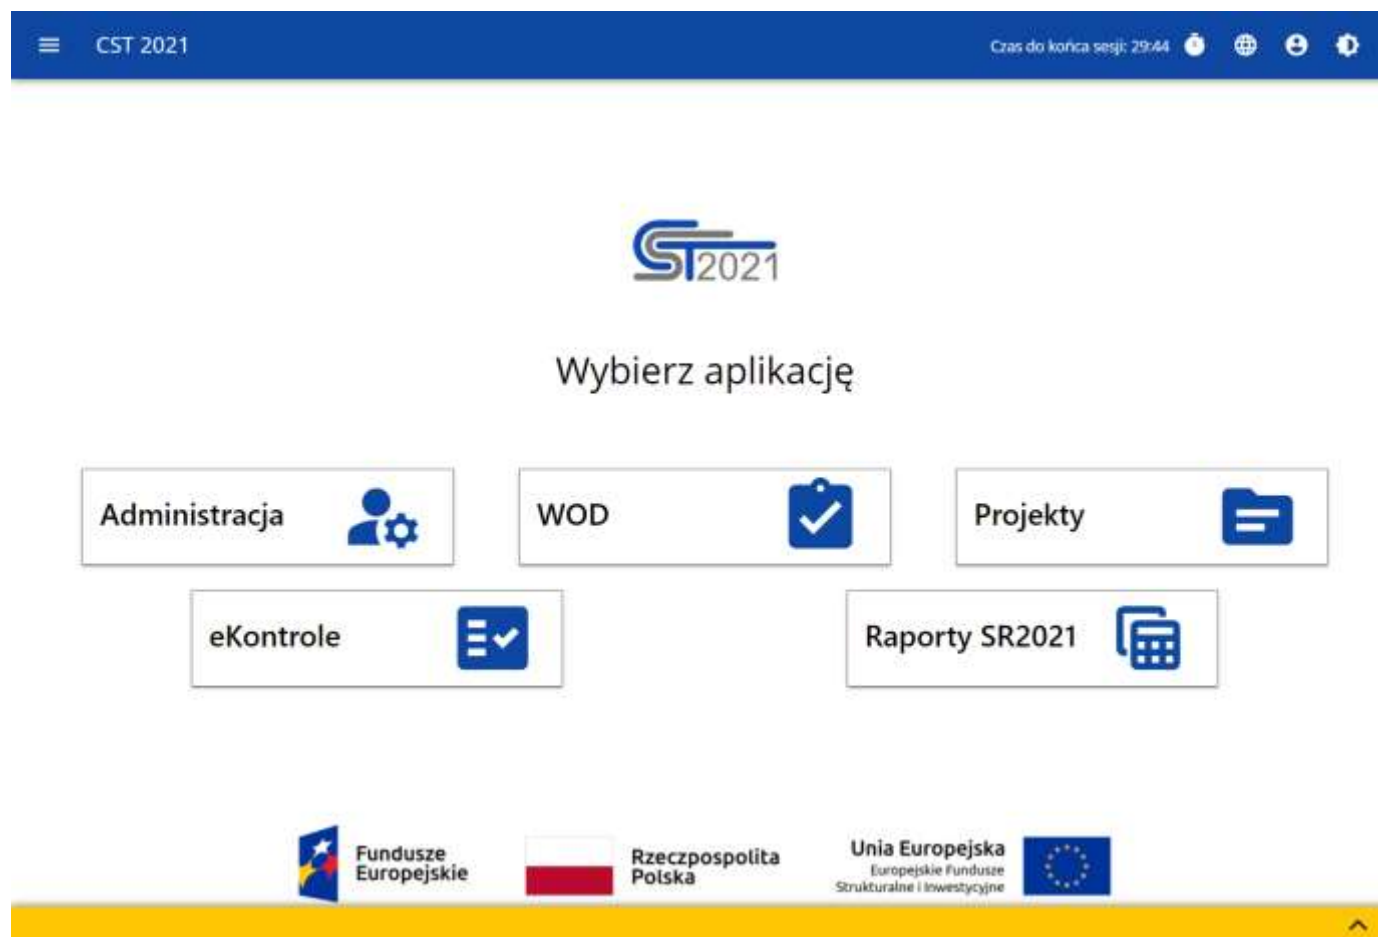 CST 2021
Czas do końca sesji: 29:44
CST2021
Wybierz aplikację
Administracja
WOD
Projekty
eKontrole
Raporty SR2021
Fundusze
Europejskie
Rzeczpospolita
Polska
Unia Europejska
Europejskie Fundusze
Strukturalne i Inwestycyjne